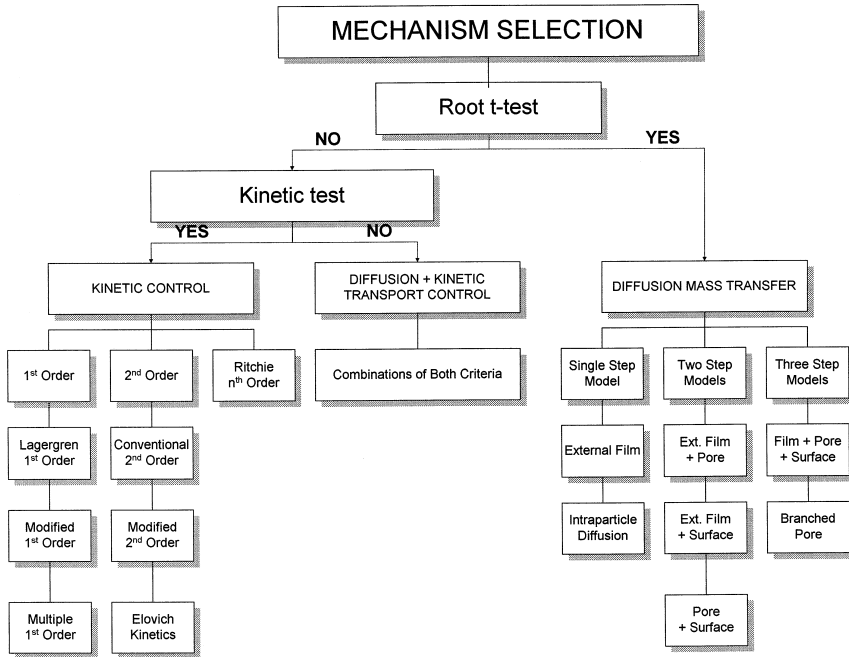 MECHANISM SELECTION
Root t-test
NO
YES
Kinetic test
YES
NO
KINETIC CONTROL
DIFFUSION + KINETIC
TRANSPORT CONTROL
DIFFUSION MASS TRANSFER
1st Order
2nd Order
Ritchie
nth Order
Combinations of Both Criteria
Single Step
Model
Two Step
Models
Three Step
Models
Lagergren
1st Order
Conventional
2nd Order
External Film
Ext. Film
+ Pore
Film + Pore
+ Surface
Modified
1st Order
Modified
2nd Order
Intraparticle
Diffusion
Ext. Film
+ Surface
Branched
Pore
Multiple
1st Order
Elovich
Kinetics
Pore
+ Surface